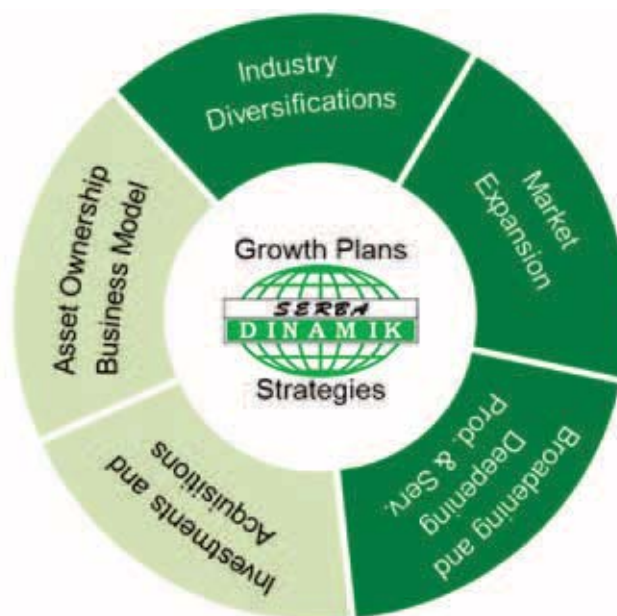 Industry
Diversifications
Market
Expansion
Broadening and
Deepening
Prod. & Serv.
Investments and
Acquisitions
Asset Ownership
Business Model
Growth Plans
SERBA
DINAMIK
Strategies